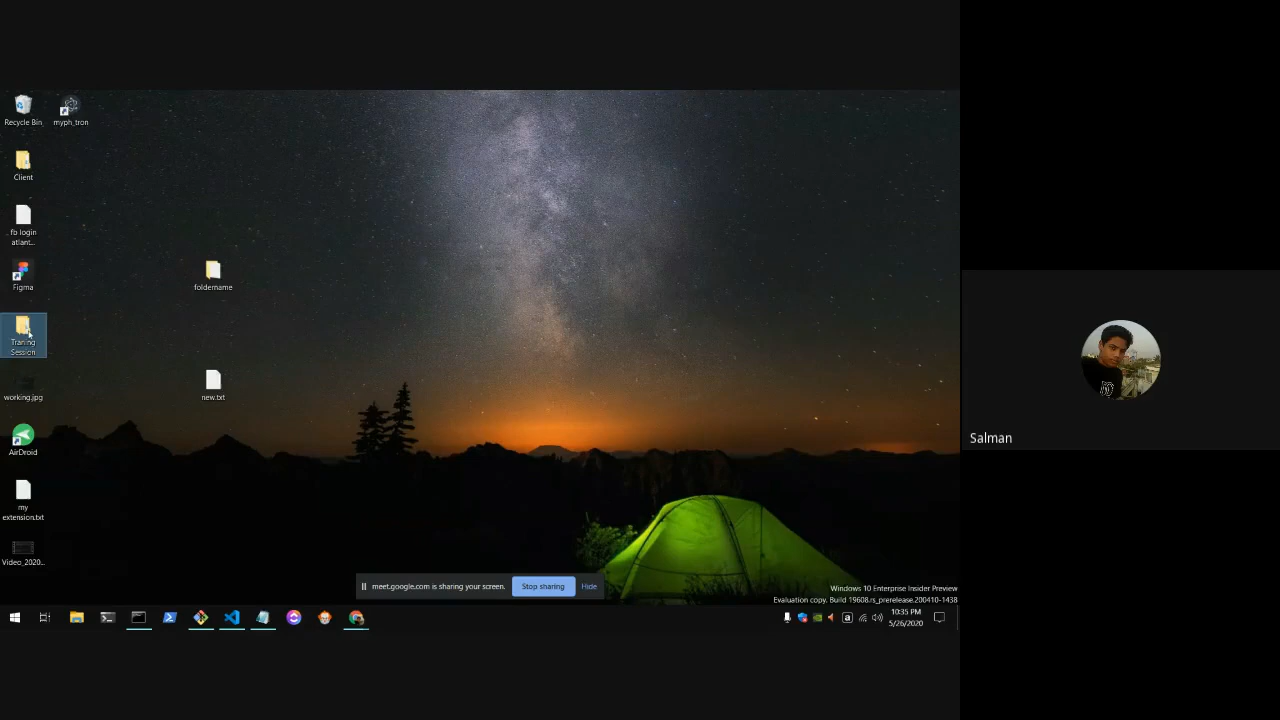 Recycle Bin
myph_tron
Client
fb login
atlant...
Figma
foldername
Traning
Session
working.jpg
new.txt
AirDroid
my
extension.txt
Video_2020...
Salman
meet.google.com is sharing your screen.
Stop sharing
Hide
Windows 10 Enterprise Insider Preview
Evaluation copy. Build 19608.rs_prerelease.200410-1438
10:35 PM
5/26/2020